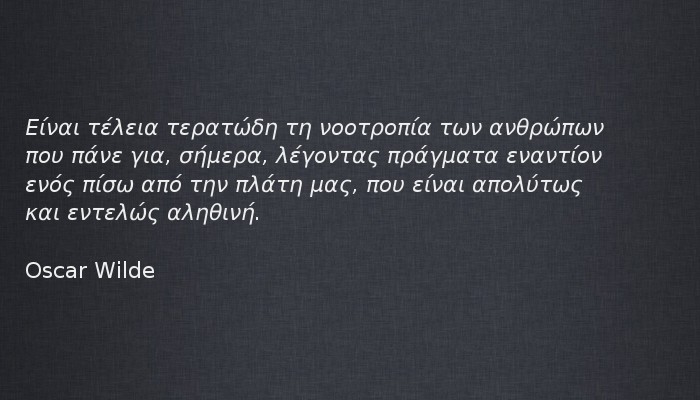 Είναι τέλεια τερατώδη τη νοοτροπία των ανθρώπων
που πάνε για, σήμερα, λέγοντας πράγματα εναντίον
ενός πίσω από την πλάτη μας, που είναι απολύτως
και εντελώς αληθινή.
Oscar Wilde